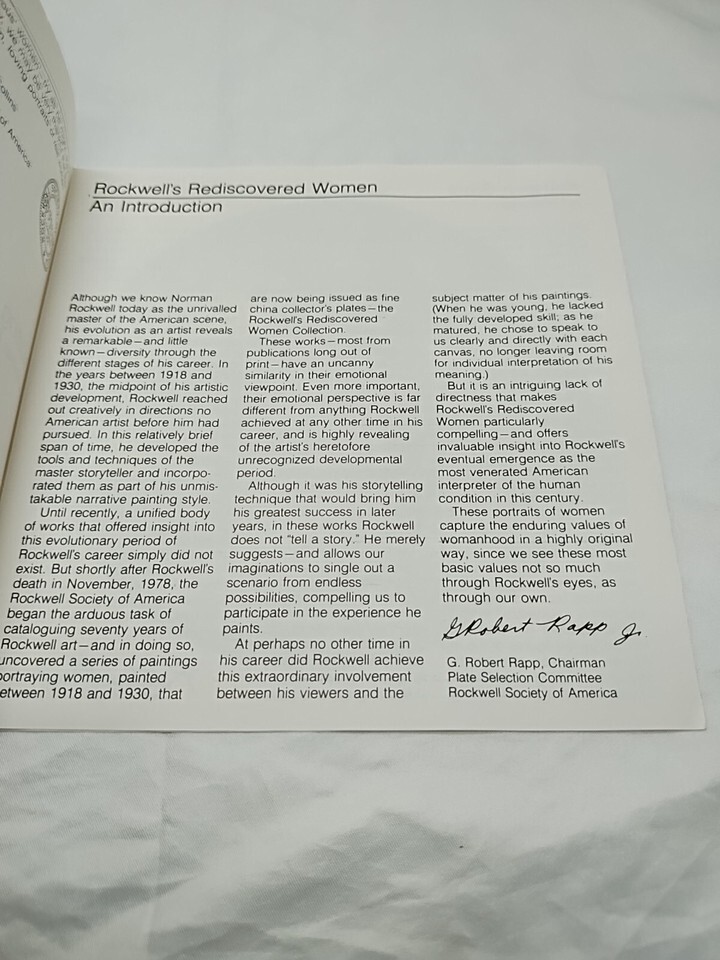 ous Women
we may be very
n, loving portraits
of America
Rockwell's Rediscovered Women
An Introduction
Although we know Norman
Rockwell today as the unrivalled
master of the American scene,
his evolution as an artist reveals
a remarkable—and little
known—diversity through the
different stages of his career. In
the years between 1918 and
1930, the midpoint of his artistic
development, Rockwell reached
out creatively in directions no
American artist before him had
pursued. In this relatively brief
span of time, he developed the
tools and techniques of the
master storyteller and incorpo-
rated them as part of his unmis-
takable narrative painting style.
Until recently, a unified body
of works that offered insight into
this evolutionary period of
Rockwell's career simply did not
exist. But shortly after Rockwell's
death in November, 1978, the
Rockwell Society of America
began the arduous task of
cataloguing seventy years of
Rockwell art—and in doing so,
uncovered a series of paintings
portraying women, painted
etween 1918 and 1930, that
are now being issued as fine
china collector's plates—the
Rockwell's Rediscovered
Women Collection.
These works—most from
publications long out of
print—have an uncanny
similarity in their emotional
viewpoint. Even more important,
their emotional perspective is far
different from anything Rockwell
achieved at any other time in his
career, and is highly revealing
of the artist's heretofore
unrecognized developmental
period.
Although it was his storytelling
technique that would bring him
his greatest success in later
years, in these works Rockwell
does not "tell a story." He merely
suggests—and allows our
imaginations to single out a
scenario from endless
possibilities, compelling us to
participate in the experience he
paints.
At perhaps no other time in
his career did Rockwell achieve
this extraordinary involvement
between his viewers and the
subject matter of his paintings.
(When he was young, he lacked
the fully developed skill; as he
matured, he chose to speak to
us clearly and directly with each
canvas, no longer leaving room
for individual interpretation of his
meaning.)
But it is an intriguing lack of
directness that makes
Rockwell's Rediscovered
Women particularly
compelling—and offers
invaluable insight into Rockwell's
eventual emergence as the
most venerated American
interpreter of the human
condition in this century.
These portraits of women
capture the enduring values of
womanhood in a highly original
way, since we see these most
basic values not so much
through Rockwell's eyes, as
through our own.
G Robert Rapp Jr.
G. Robert Rapp, Chairman
Plate Selection Committee
Rockwell Society of America